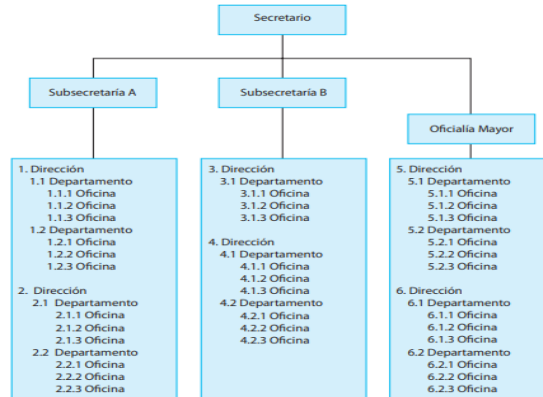 Secretario
Subsecretaría A
Subsecretaría B
Oficialía Mayor
1. Dirección
1.1 Departamento
1.1.1 Oficina
1.1.2 Oficina
1.1.3 Oficina
1.2 Departamento
1.2.1 Oficina
1.2.2 Oficina
1.2.3 Oficina
2. Dirección
2.1 Departamento
2.1.1 Oficina
2.1.2 Oficina
2.1.3 Oficina
2.2 Departamento
2.2.1 Oficina
2.2.2 Oficina
2.2.3 Oficina
3. Dirección
3.1 Departamento
3.1.1 Oficina
3.1.2 Oficina
3.1.3 Oficina
4. Dirección
4.1 Departamento
4.1.1 Oficina
4.1.2 Oficina
4.1.3 Oficina
4.2 Departamento
4.2.1 Oficina
4.2.2 Oficina
4.2.3 Oficina
5. Dirección
5.1 Departamento
5.1.1 Oficina
5.1.2 Oficina
5.1.3 Oficina
5.2 Departamento
5.2.1 Oficina
5.2.2 Oficina
5.2.3 Oficina
6. Dirección
6.1 Departamento
6.1.1 Oficina
6.1.2 Oficina
6.1.3 Oficina
6.2 Departamento
6.2.1 Oficina
6.2.2 Oficina
6.2.3 Oficina